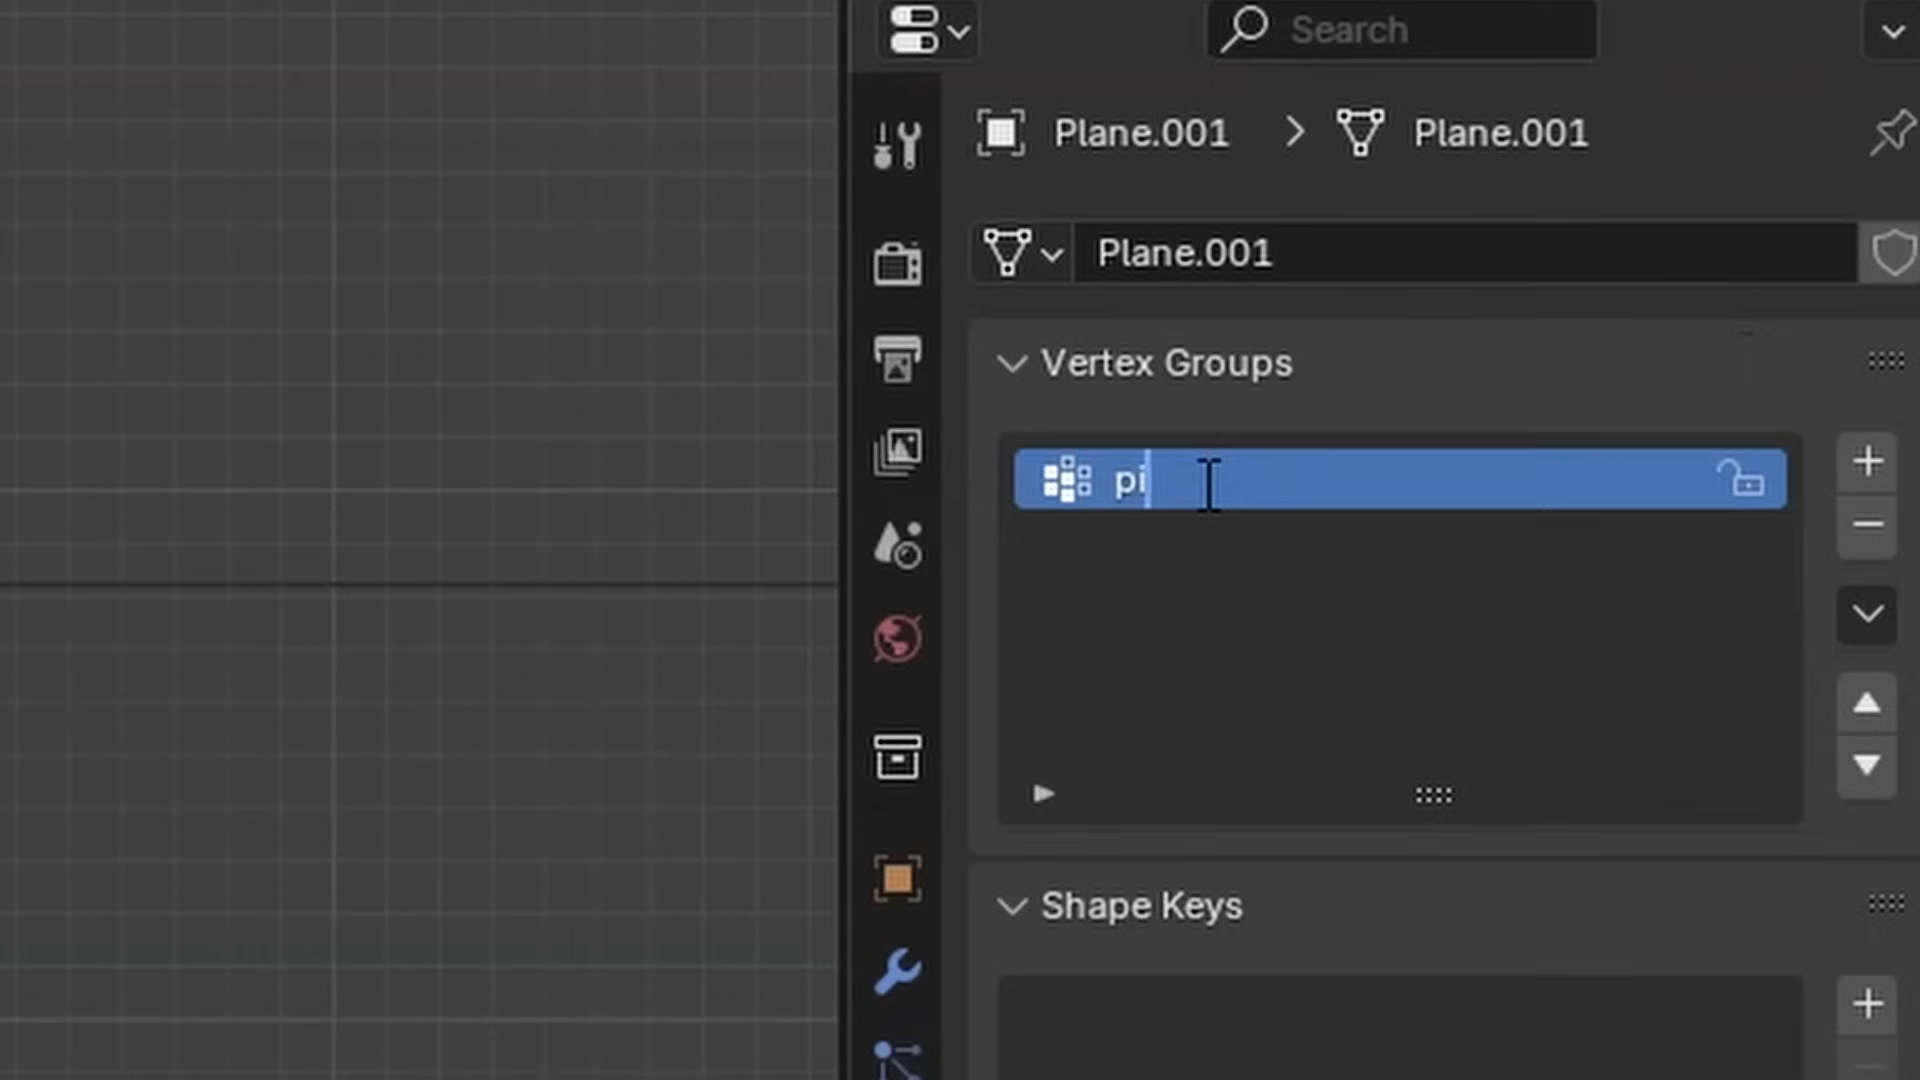 Search
Plane.001 > Plane.001
Plane.001
Vertex Groups
pi
Shape Keys